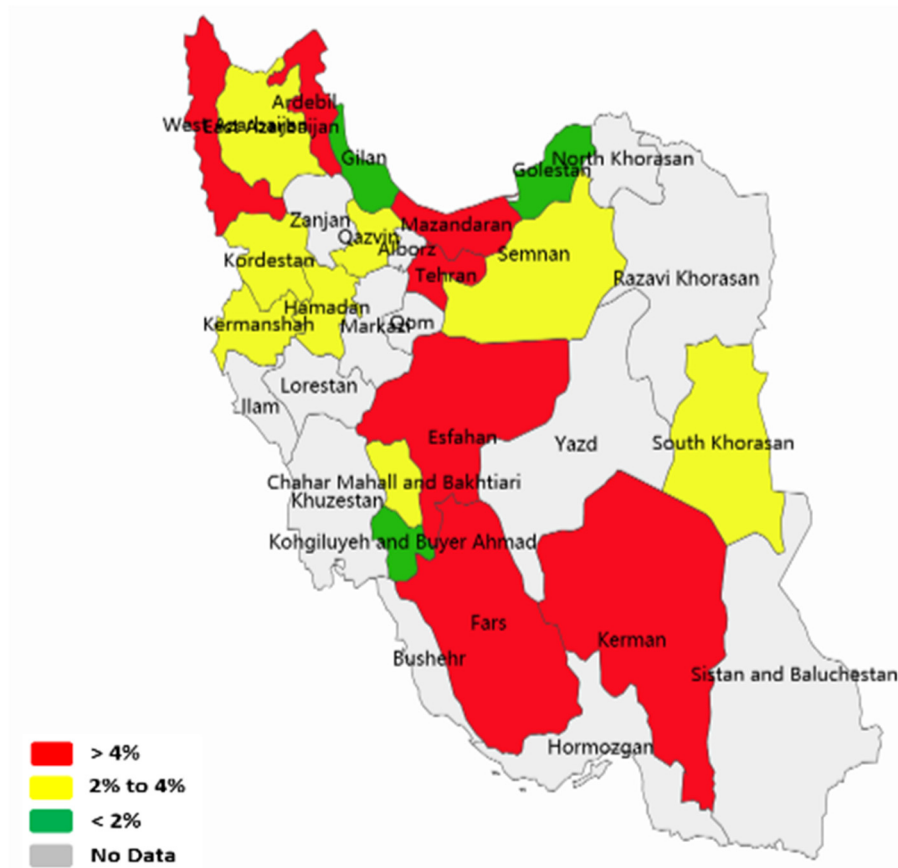 Ardebil
West Azarbaijan
East Azarbaijan
Gilan
North Khorasan
Golestan
Zanjan
Mazandaran
Qazvin
Alborz
Semnan
Kordestan
Tehran
Razavi Khorasan
Hamadan
Kermanshah
Markazi
Qom
Lorestan
Ilam
Esfahan
Yazd
South Khorasan
Chahar Mahall and Bakhtiari
Khuzestan
Kohgiluyeh and Buyer Ahmad
Fars
Kerman
Bushehr
Sistan and Baluchestan
Hormozgan
> 4%
2% to 4%
< 2%
No Data